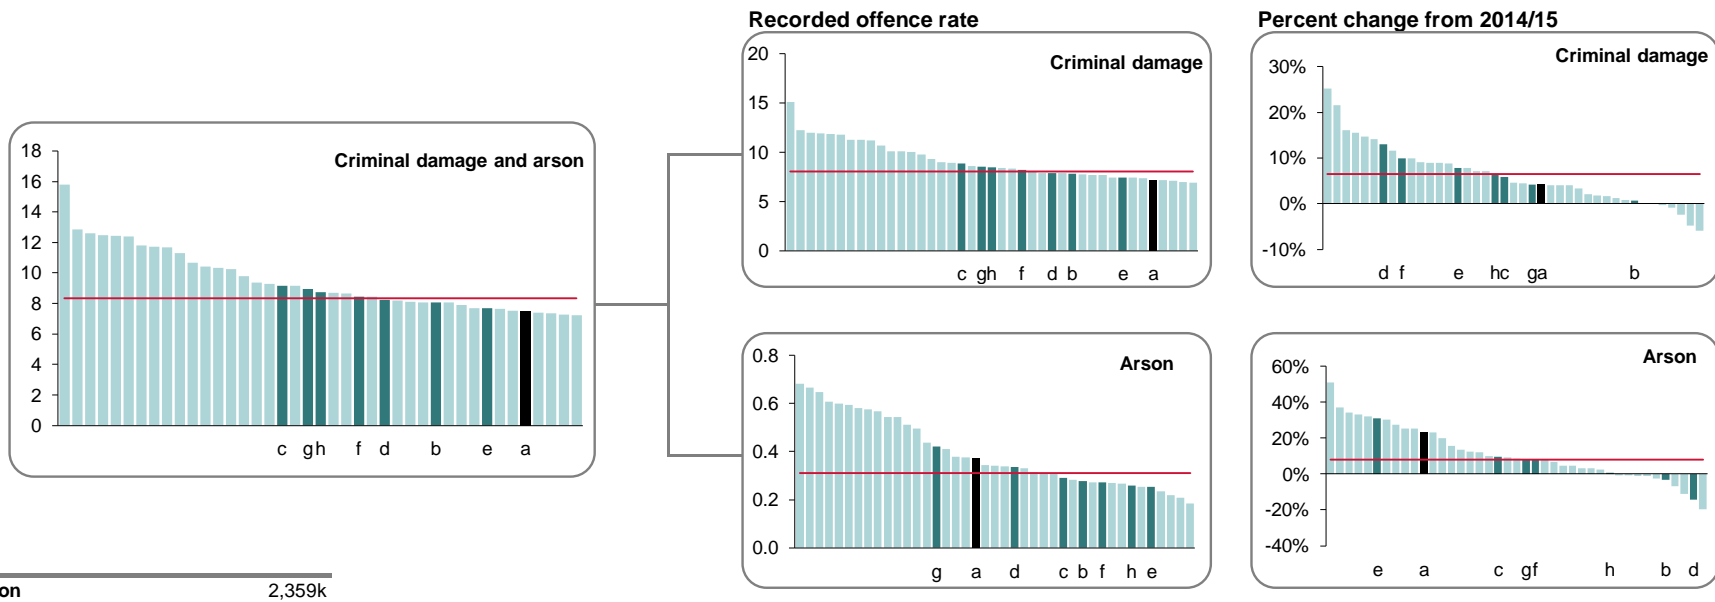 Recorded offence rate
Percent change from 2014/15
Criminal damage and arson
18
16
14
12
10
8
6
4
2
0
c g h f d b e a
Criminal damage
20
15
10
5
0
c gh f d b e a
Criminal damage
30%
20%
10%
0%
-10%
d f e hc ga b
Arson
0.8
0.6
0.4
0.2
0.0
g a d c b f h e
Arson
60%
40%
20%
0%
-20%
-40%
e a c gf h b d
on 2,359k